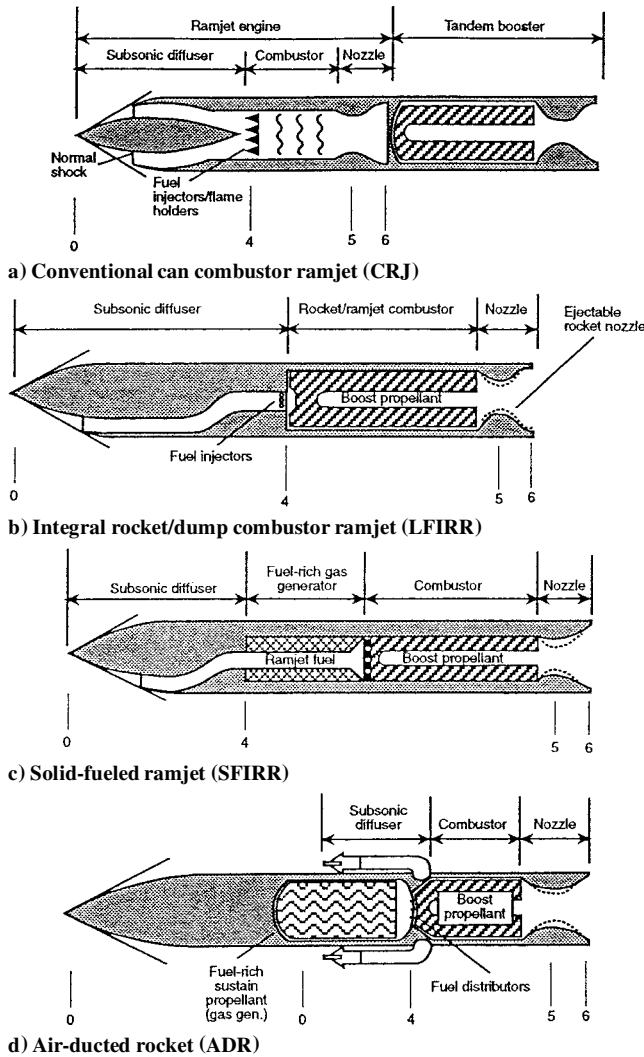 Ramjet engine
Tandem booster
Subsonic diffuser
Combustor
Nozzle
Normal
shock
Fuel
injectors/flame
holders
0
4
5
6
a) Conventional can combustor ramjet (CRJ)
Subsonic diffuser
Rocket/ramjet combustor
Nozzle
Ejectable
rocket nozzle
Boost propellant
Fuel injectors
0
4
5
6
b) Integral rocket/dump combustor ramjet (LFIRR)
Fuel-rich gas
generator
Subsonic diffuser
Combustor
Nozzle
Ramjet fuel
Boost propellant
0
4
5
6
c) Solid-fueled ramjet (SFIRR)
Subsonic
diffuser
Combustor
Nozzle
Boost
propellant
Fuel-rich
sustain
propellant
(gas gen.)
Fuel distributors
0
0
4
5
6
d) Air-ducted rocket (ADR)